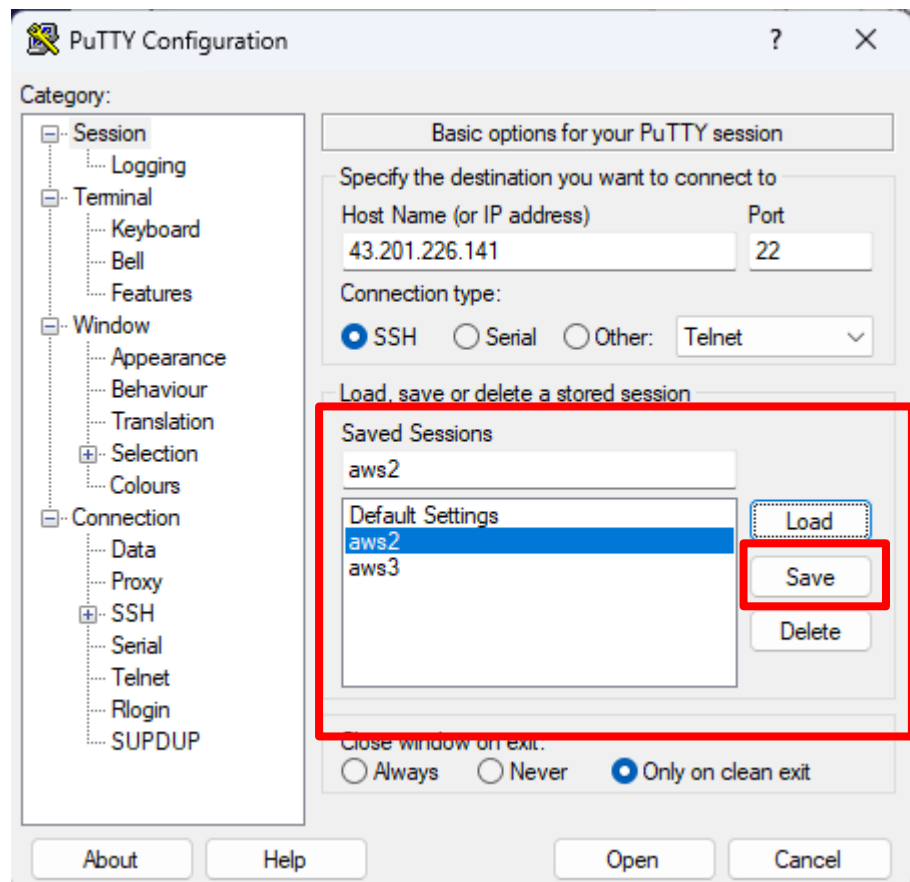 PuTTY Configuration ?
Category:
Session
Logging
Terminal
Keyboard
Bell
Features
Window
Appearance
Behaviour
Translation
Selection
Colours
Connection
Data
Proxy
SSH
Serial
Telnet
Rlogin
SUPDUP
Basic options for your PuTTY session
Specify the destination you want to connect to
Host Name (or IP address) Port
43.201.226.141 22
Connection type:
SSH Serial Other: Telnet
Load, save or delete a stored session
Saved Sessions
aws2
Default Settings
aws2
aws3
Load
Save
Delete
Close window on exit:
Always Never Only on clean exit
About Help Open Cancel